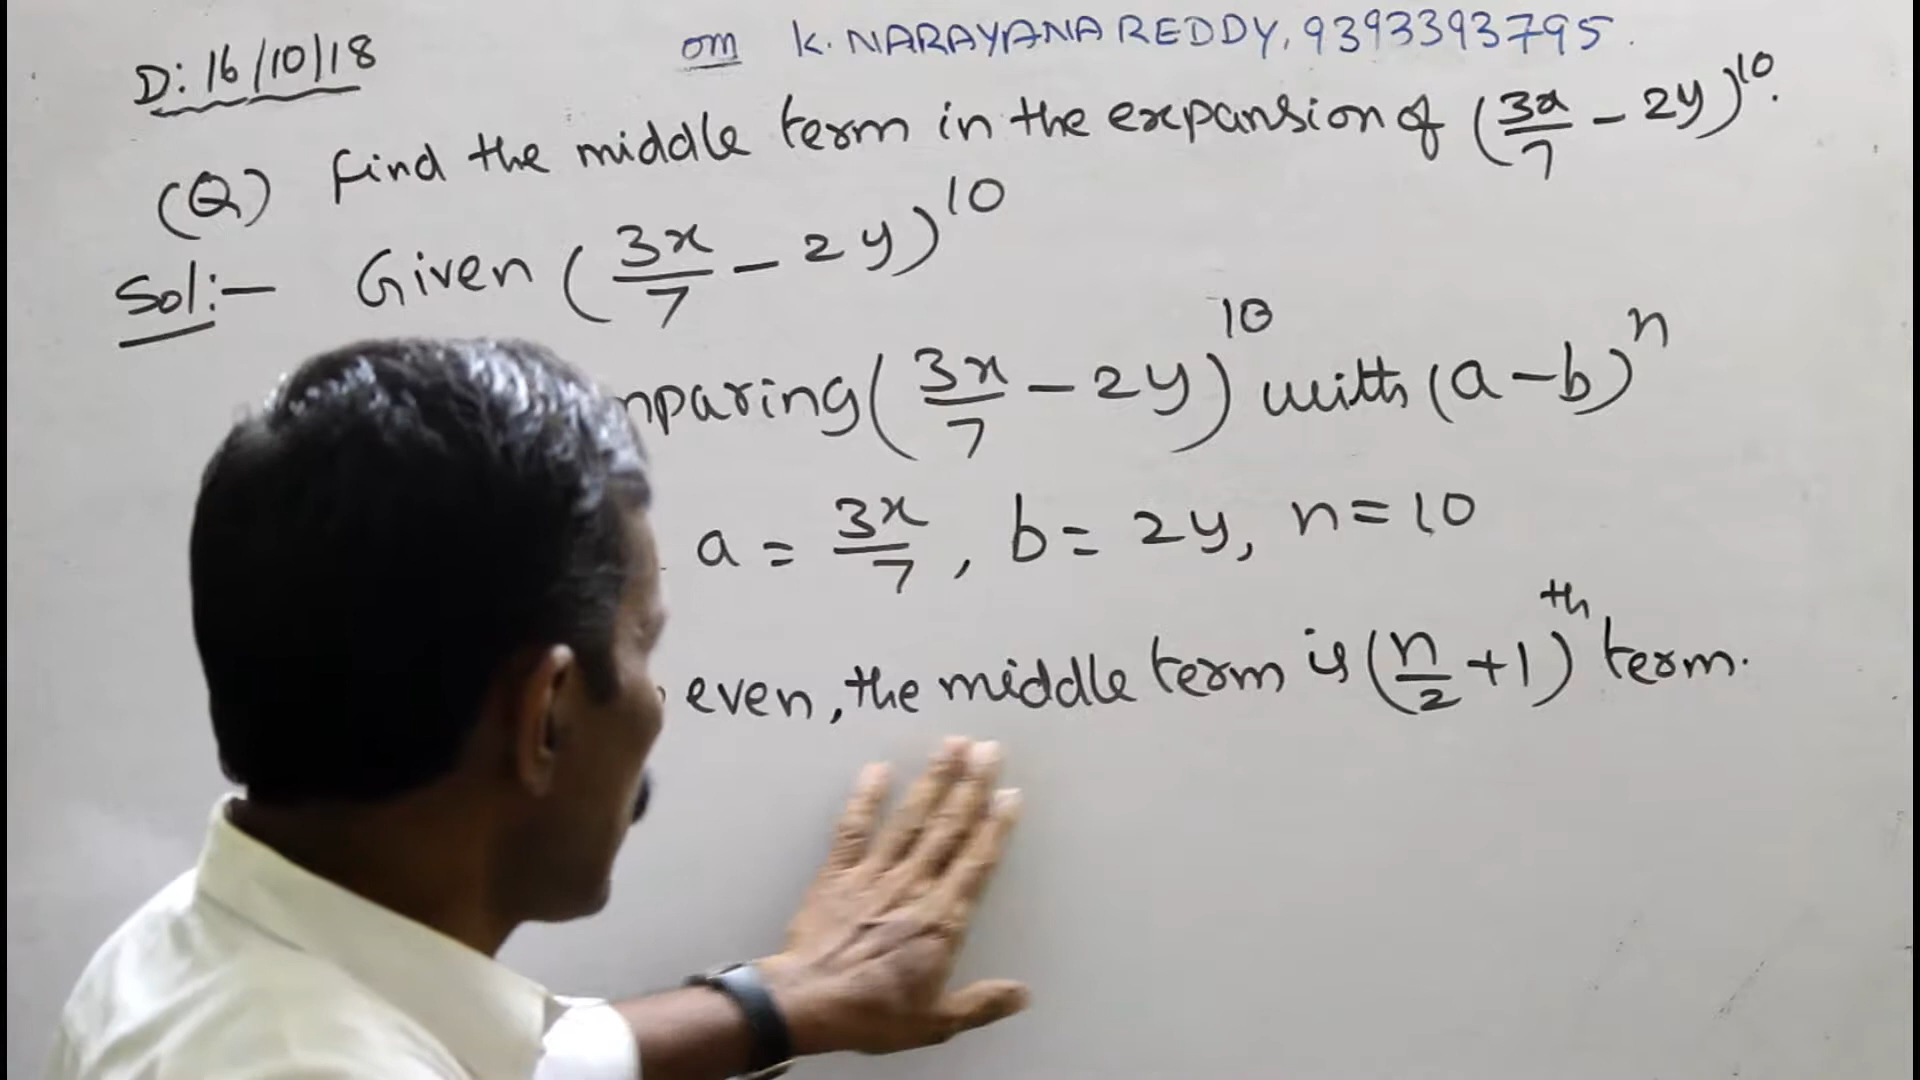 D: 16/10/18
om K. NARAYANA REDDY, 9393393795.
(Q) Find the middle term in the expansion of (3x/7 - 2y)^10.
Sol:- Given (3x/7 - 2y)^10
mparing (3x/7 - 2y)^10 with (a-b)^n
a = 3x/7, b = 2y, n = 10
even, the middle term is (n/2 + 1)^th term.